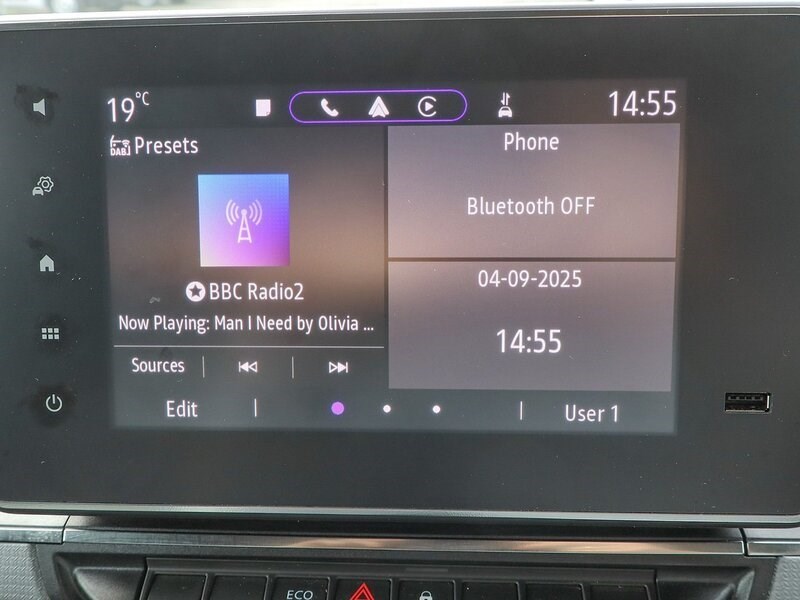 19°C
14:55
DAB
Presets
Phone
Bluetooth OFF
BBC Radio2
Now Playing: Man I Need by Olivia ...
04-09-2025
14:55
Sources
Edit
User 1
ECO